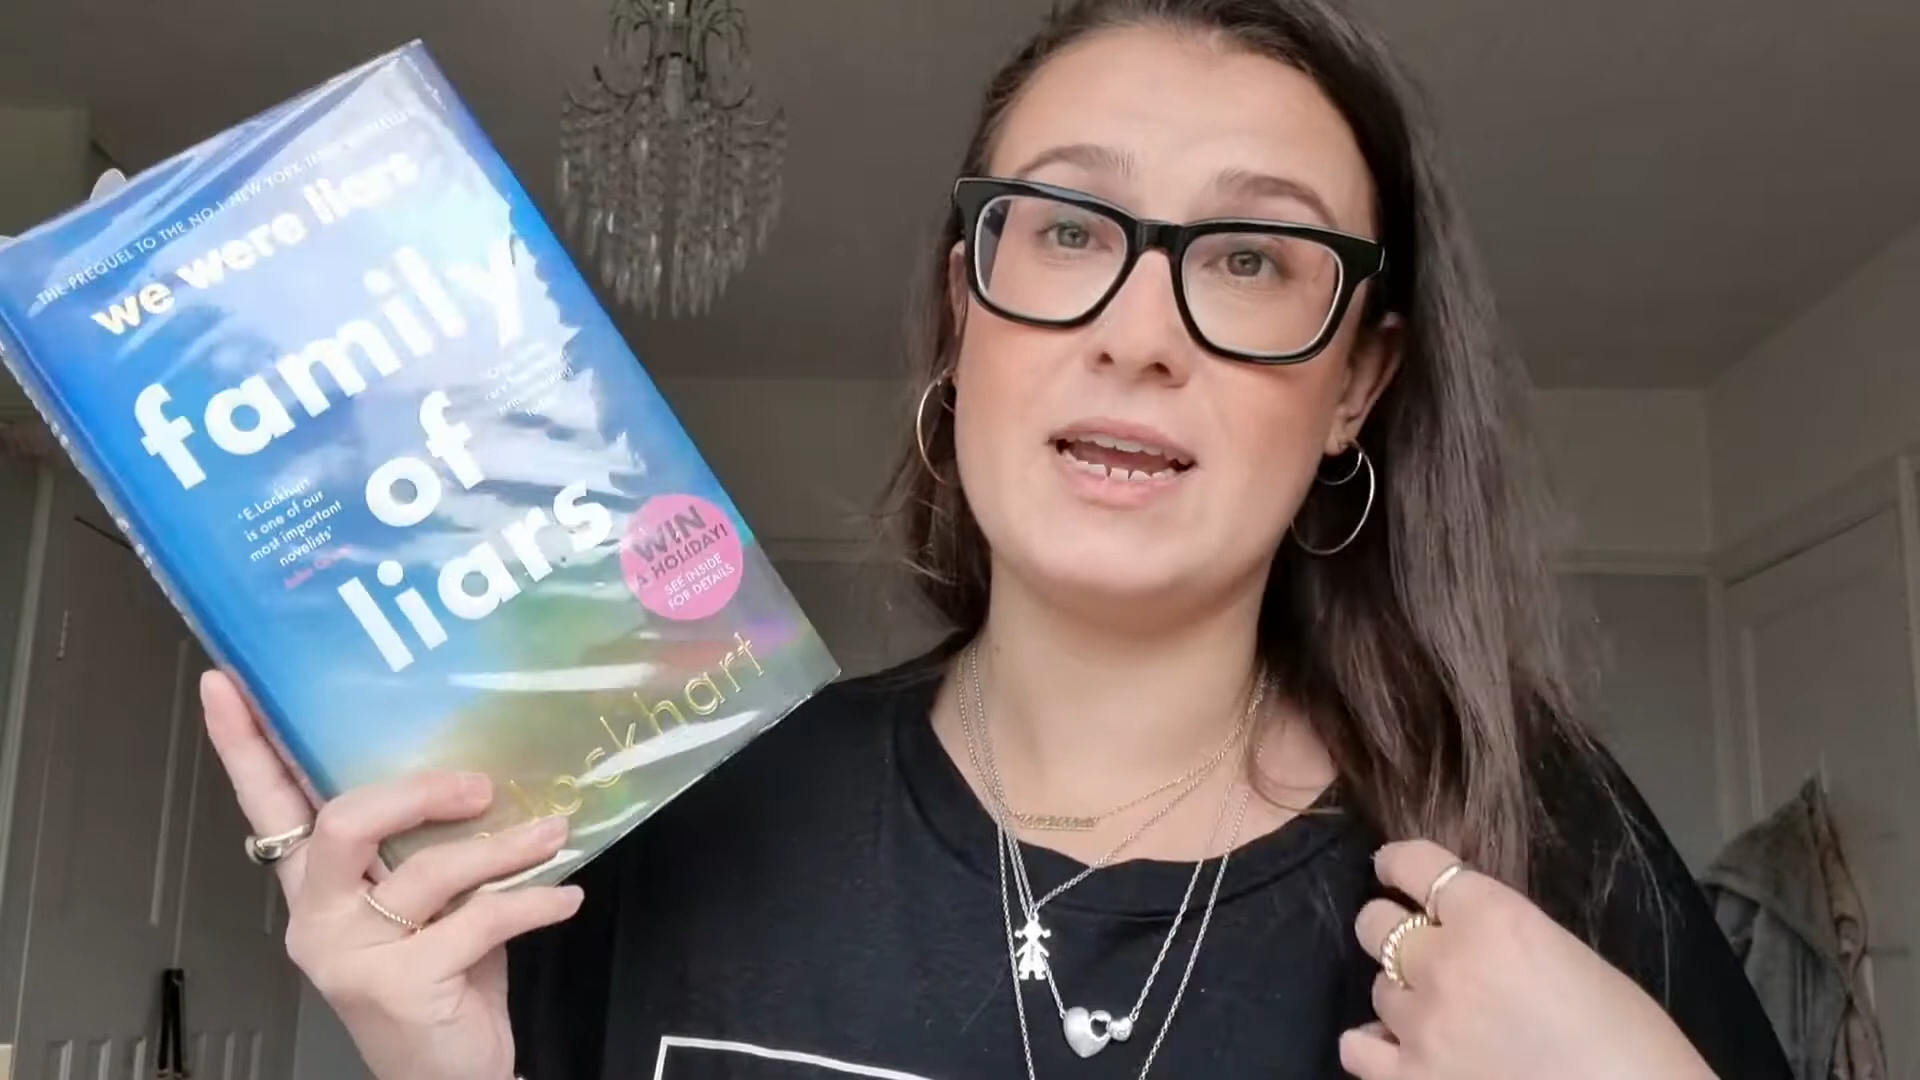 THE PREQUEL TO THE NO.1 NEW YORK TIMES
we were liars
family
of
liars
'E.Lockhart
is one of our
most important
novelists'
WIN
A HOLIDAY!
SEE INSIDE
FOR DETAILS
lockhart